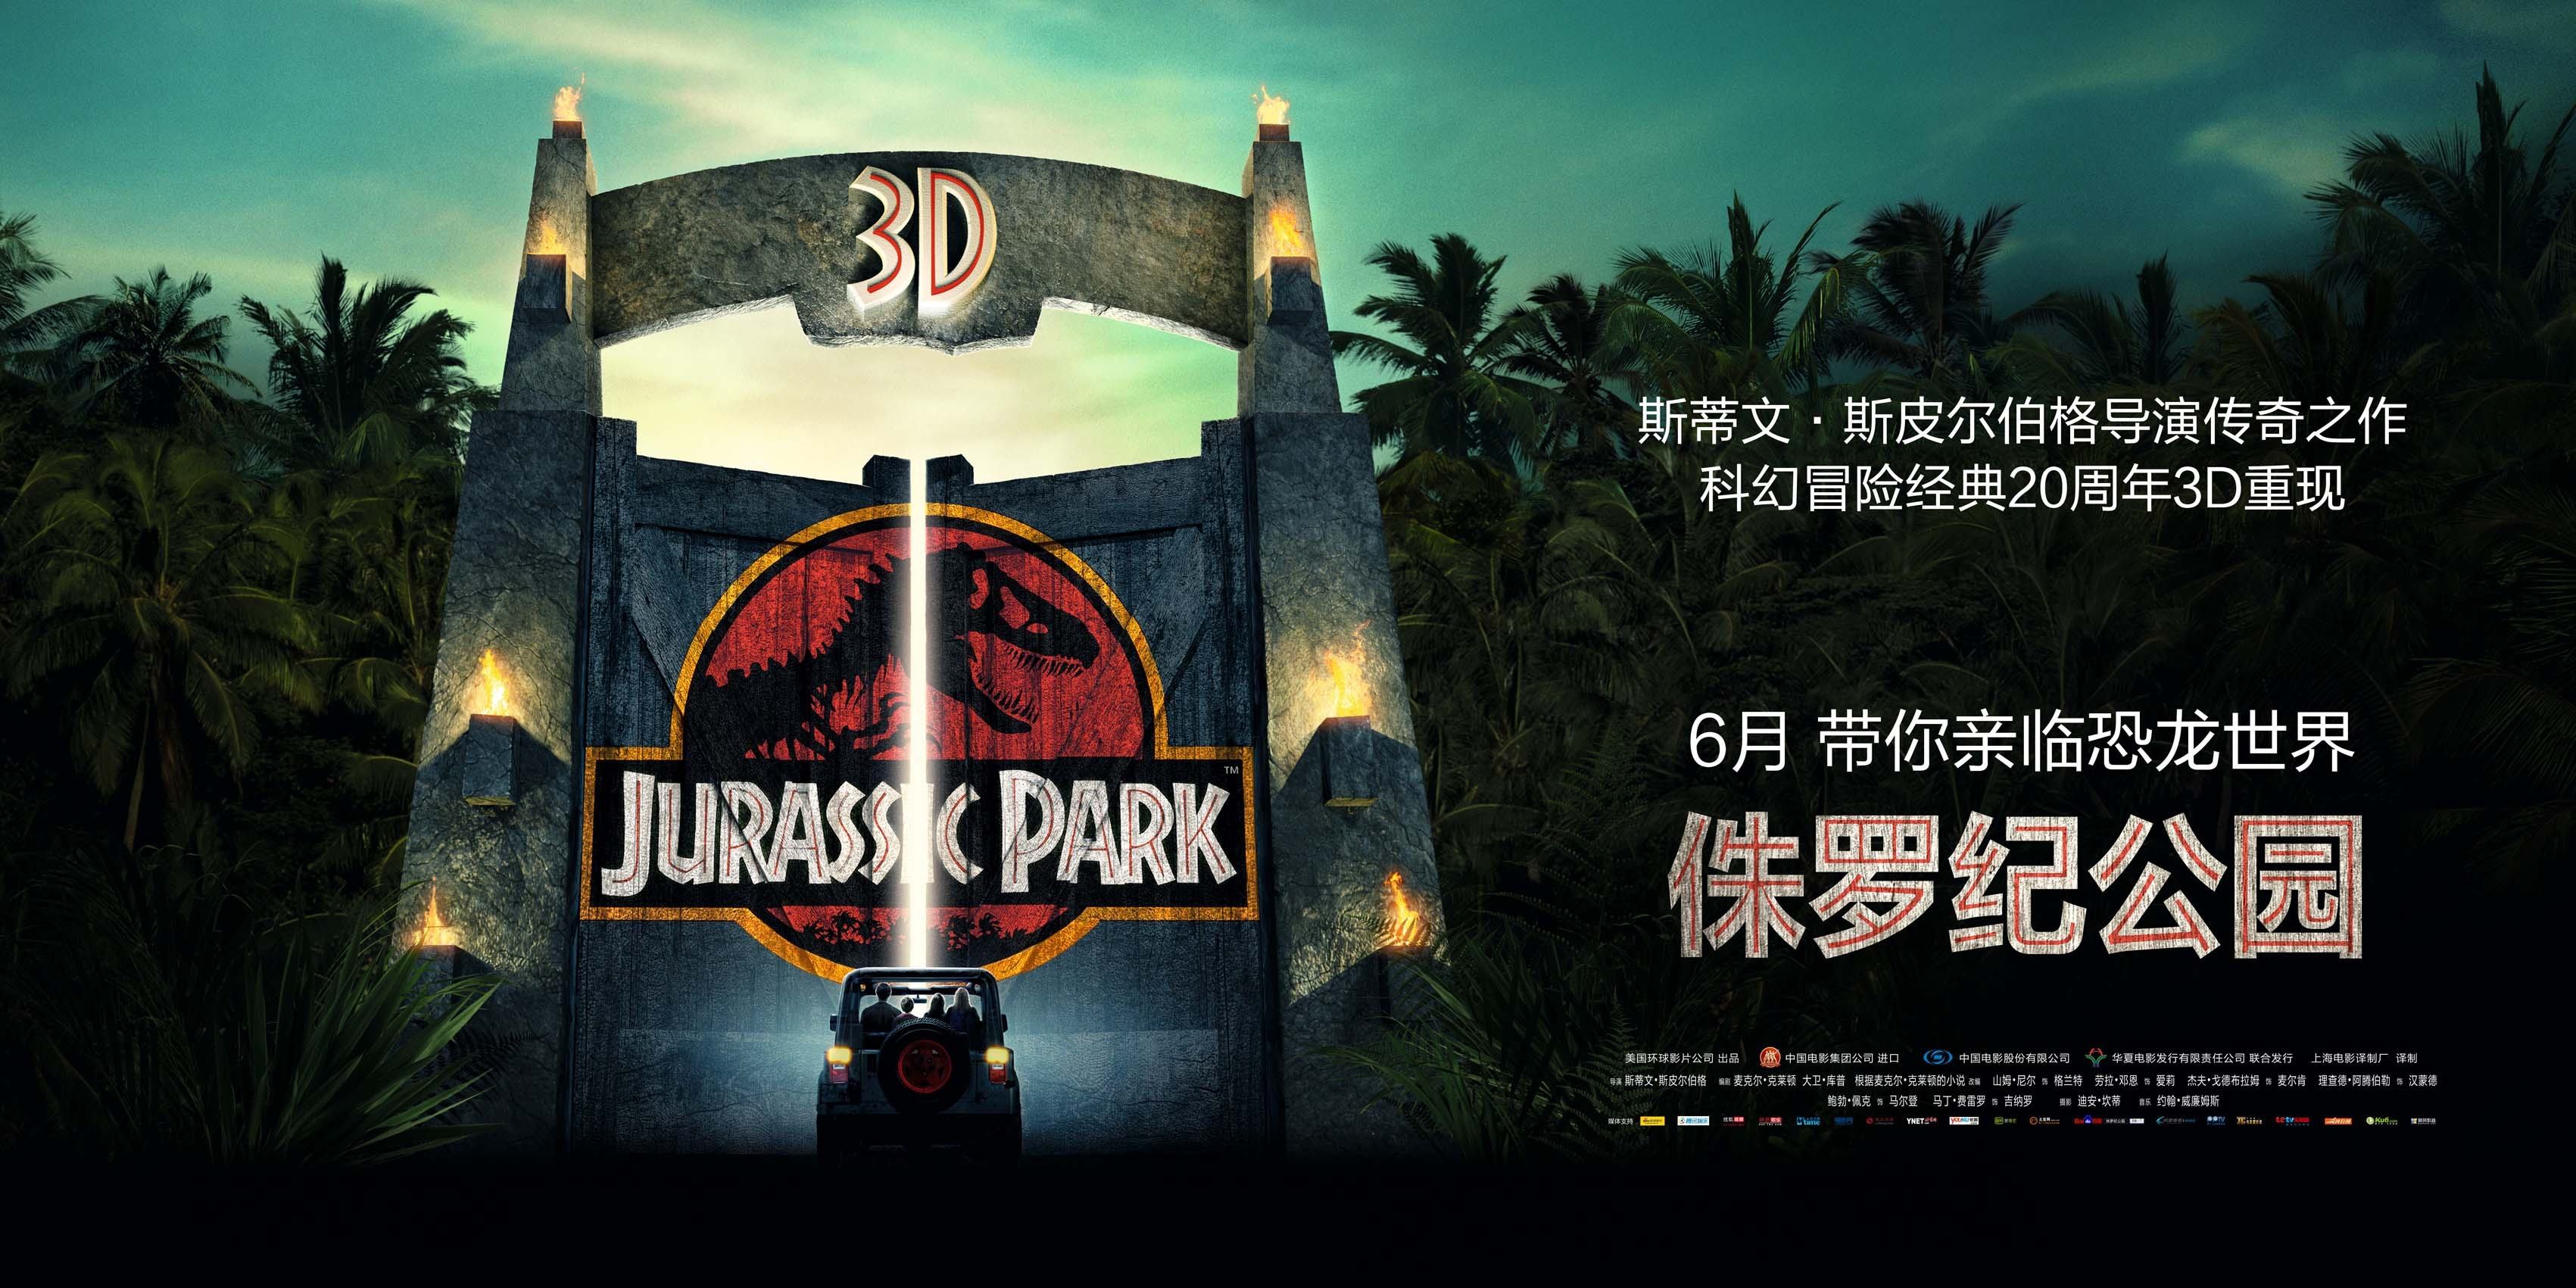 3D
JURASSIC PARK
TM
斯蒂文·斯皮尔伯格导演传奇之作
科幻冒险经典20周年3D重现
6月 带你亲临恐龙世界
侏罗纪公园
美国环球影片公司 出品 中国电影集团公司 进口 中国电影股份有限公司 华夏电影发行有限责任公司 联合发行 上海电影译制厂 译制
导演 斯蒂文·斯皮尔伯格 编剧 麦克尔·克莱顿 大卫·库普 根据麦克尔·克莱顿的小说 改编 山姆·尼尔 饰 格兰特 劳拉·邓恩 饰 爱莉 杰夫·戈德布拉姆 饰 麦尔肯 理查德·阿腾伯勒 饰 汉蒙德
鲍勃·佩克 饰 马尔登 马丁·费雷罗 饰 吉纳罗 摄影 迪安·坎蒂 音乐 约翰·威廉姆斯
媒体支持